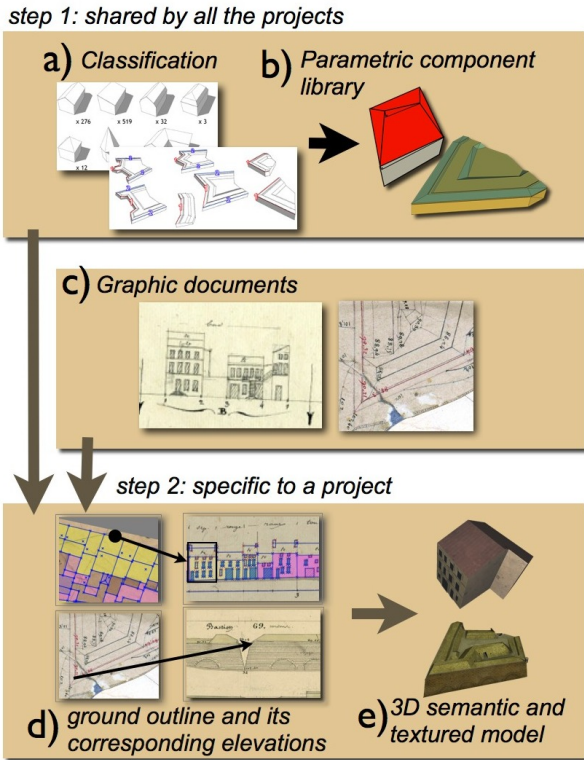 step 1: shared by all the projects
a) Classification
b) Parametric component
library
x 276
x 519
x 32
x 3
x 12
c) Graphic documents
B.
step 2: specific to a project
Bastion 69.
d) ground outline and its
corresponding elevations
e) 3D semantic and
textured model